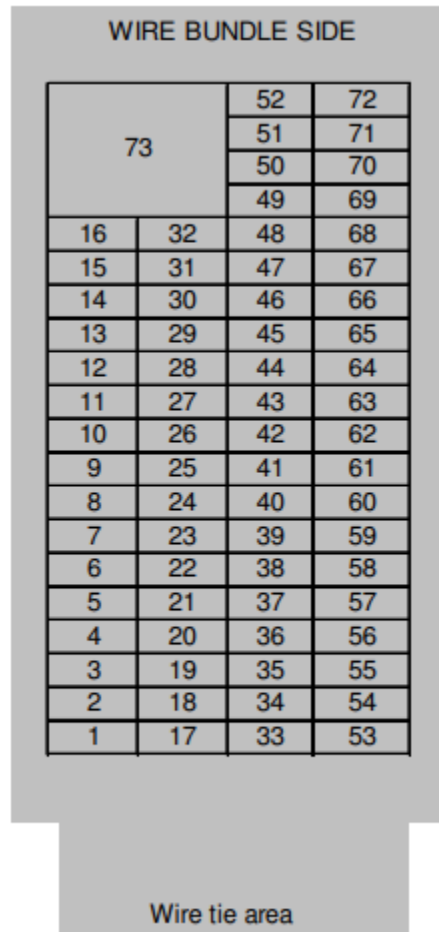 WIRE BUNDLE SIDE
52 72
51 71
73
50 70
49 69
16 32 48 68
15 31 47 67
14 30 46 66
13 29 45 65
12 28 44 64
11 27 43 63
10 26 42 62
9 25 41 61
8 24 40 60
7 23 39 59
6 22 38 58
5 21 37 57
4 20 36 56
3 19 35 55
2 18 34 54
1 17 33 53
Wire tie area